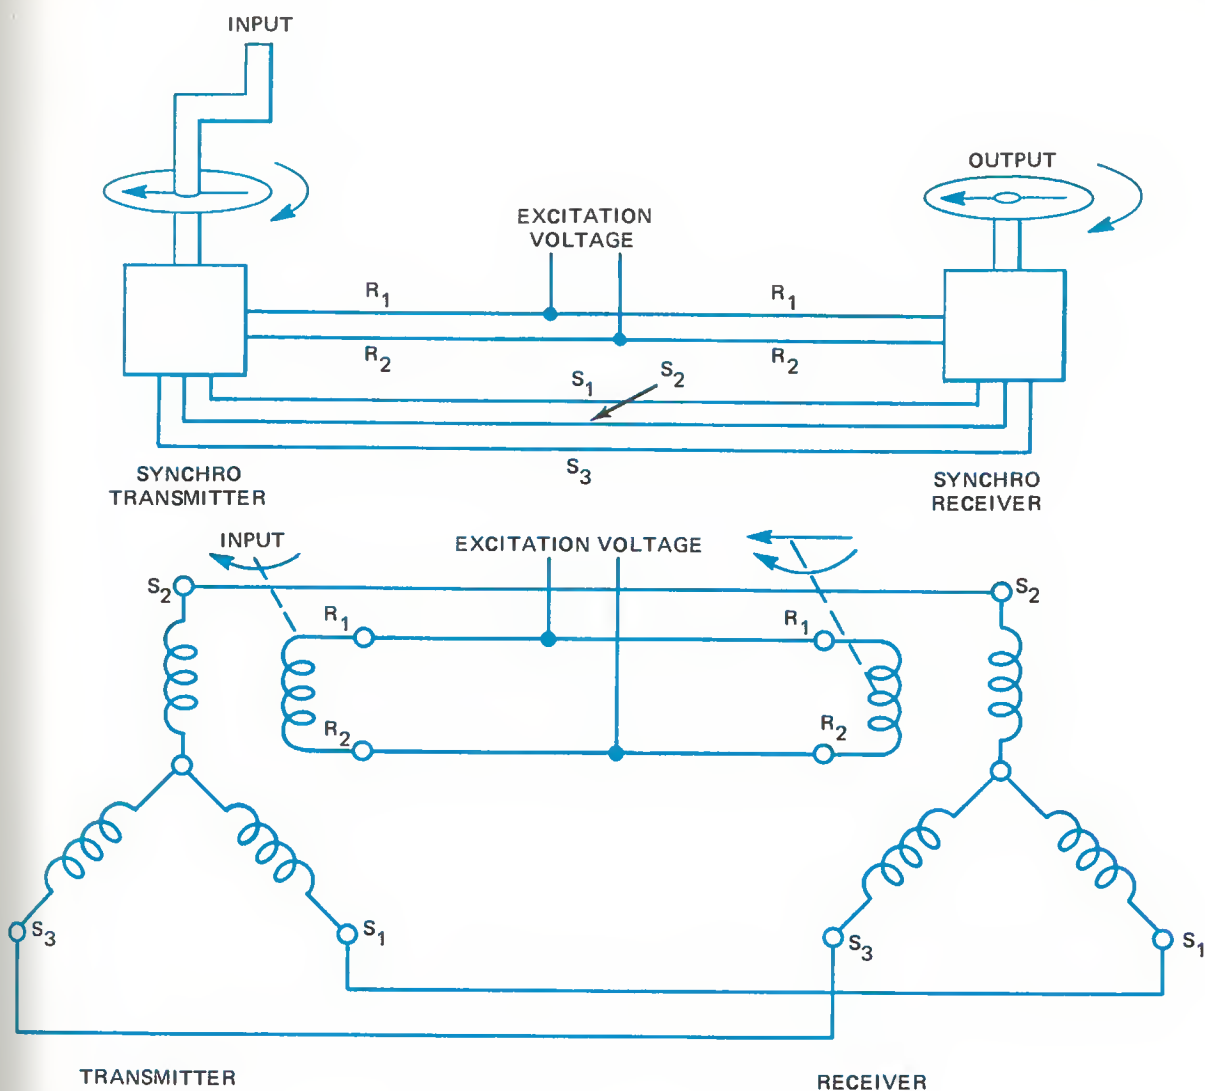 INPUT
OUTPUT
EXCITATION
VOLTAGE
R1
R1
R2
R2
S1
S2
S3
SYNCHRO
TRANSMITTER
SYNCHRO
RECEIVER
INPUT
EXCITATION VOLTAGE
S2
S2
R1
R1
R2
R2
S3
S1
S3
S1
TRANSMITTER
RECEIVER